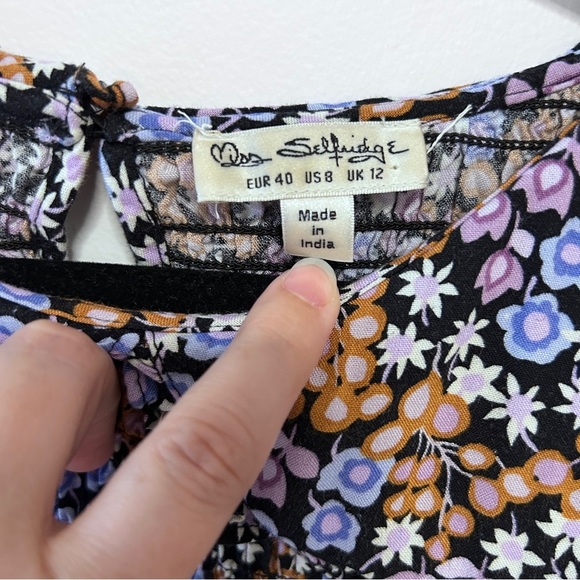 Miss Selfridge
EUR 40 US 8 UK 12
Made
in
India